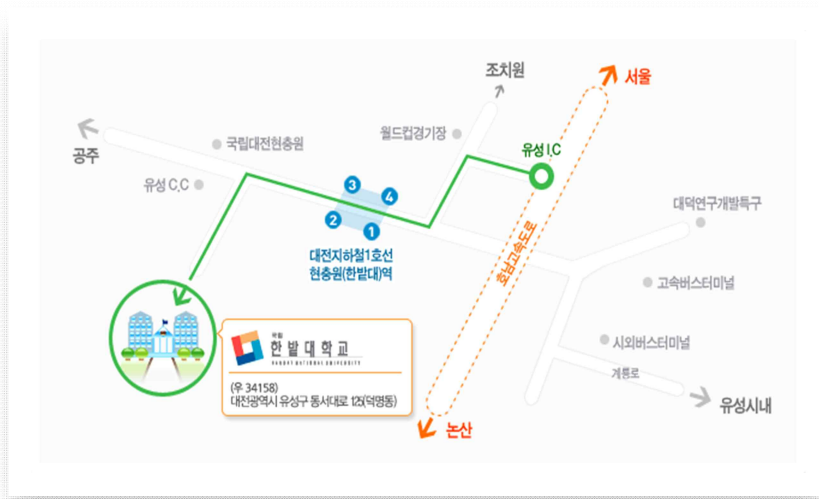 조치원
서울
공주
국립대전현충원
월드컵경기장
유성 I.C
유성 C.C
3
4
2
1
대전지하철1호선
현충원(한밭대)역
호남고속도로
대덕연구개발특구
고속버스터미널
시외버스터미널
계룡로
유성시내
논산
국립
한밭대학교
HANBAT NATIONAL UNIVERSITY
(우 34158)
대전광역시 유성구 동서대로 125(덕명동)